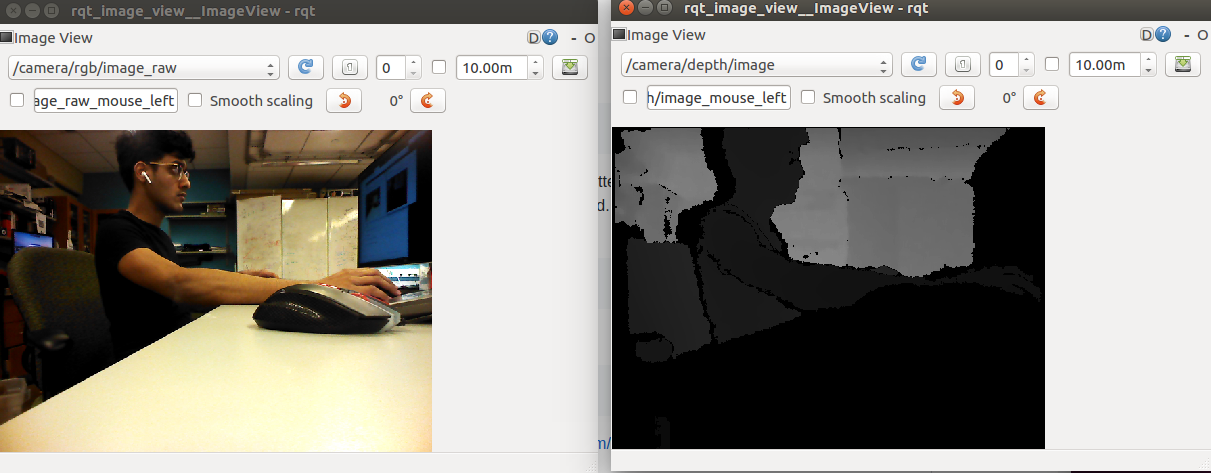 rqt_image_view__ImageView - rqt
Image View
D ? - O
/camera/rgb/image_raw
0
10.00m
age_raw_mouse_left
Smooth scaling
0°
rqt_image_view__ImageView - rqt
Image View
D ? - O
/camera/depth/image
0
10.00m
h/image_mouse_left
Smooth scaling
0°
tte
d.
m/